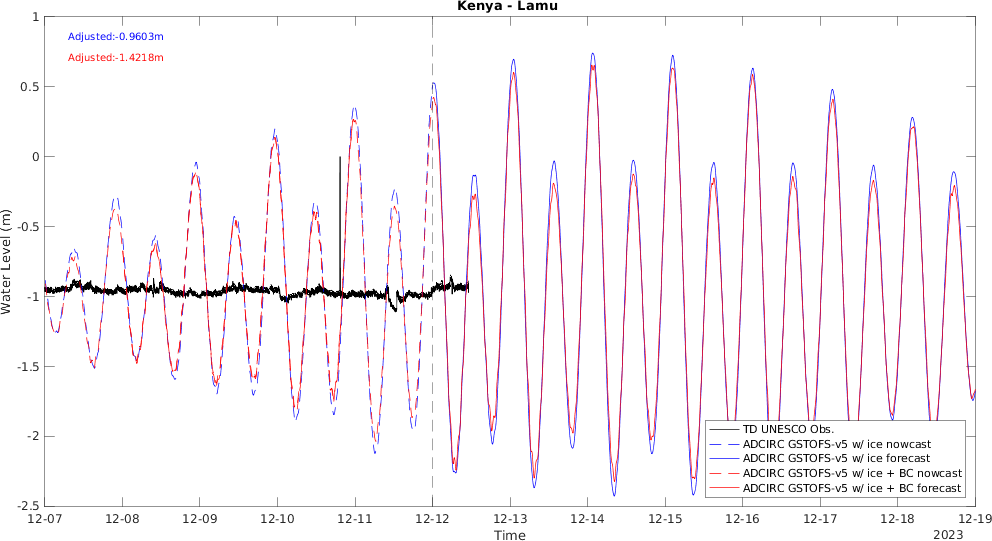 Kenya - Lamu
Adjusted:-0.9603m
Adjusted:-1.4218m
1
0.5
0
-0.5
-1
-1.5
-2
-2.5
Water Level (m)
TD UNESCO Obs.
ADCIRC GSTOFS-v5 w/ ice nowcast
ADCIRC GSTOFS-v5 w/ ice forecast
ADCIRC GSTOFS-v5 w/ ice + BC nowcast
ADCIRC GSTOFS-v5 w/ ice + BC forecast
12-07 12-08 12-09 12-10 12-11 12-12 12-13 12-14 12-15 12-16 12-17 12-18 12-19
Time
2023